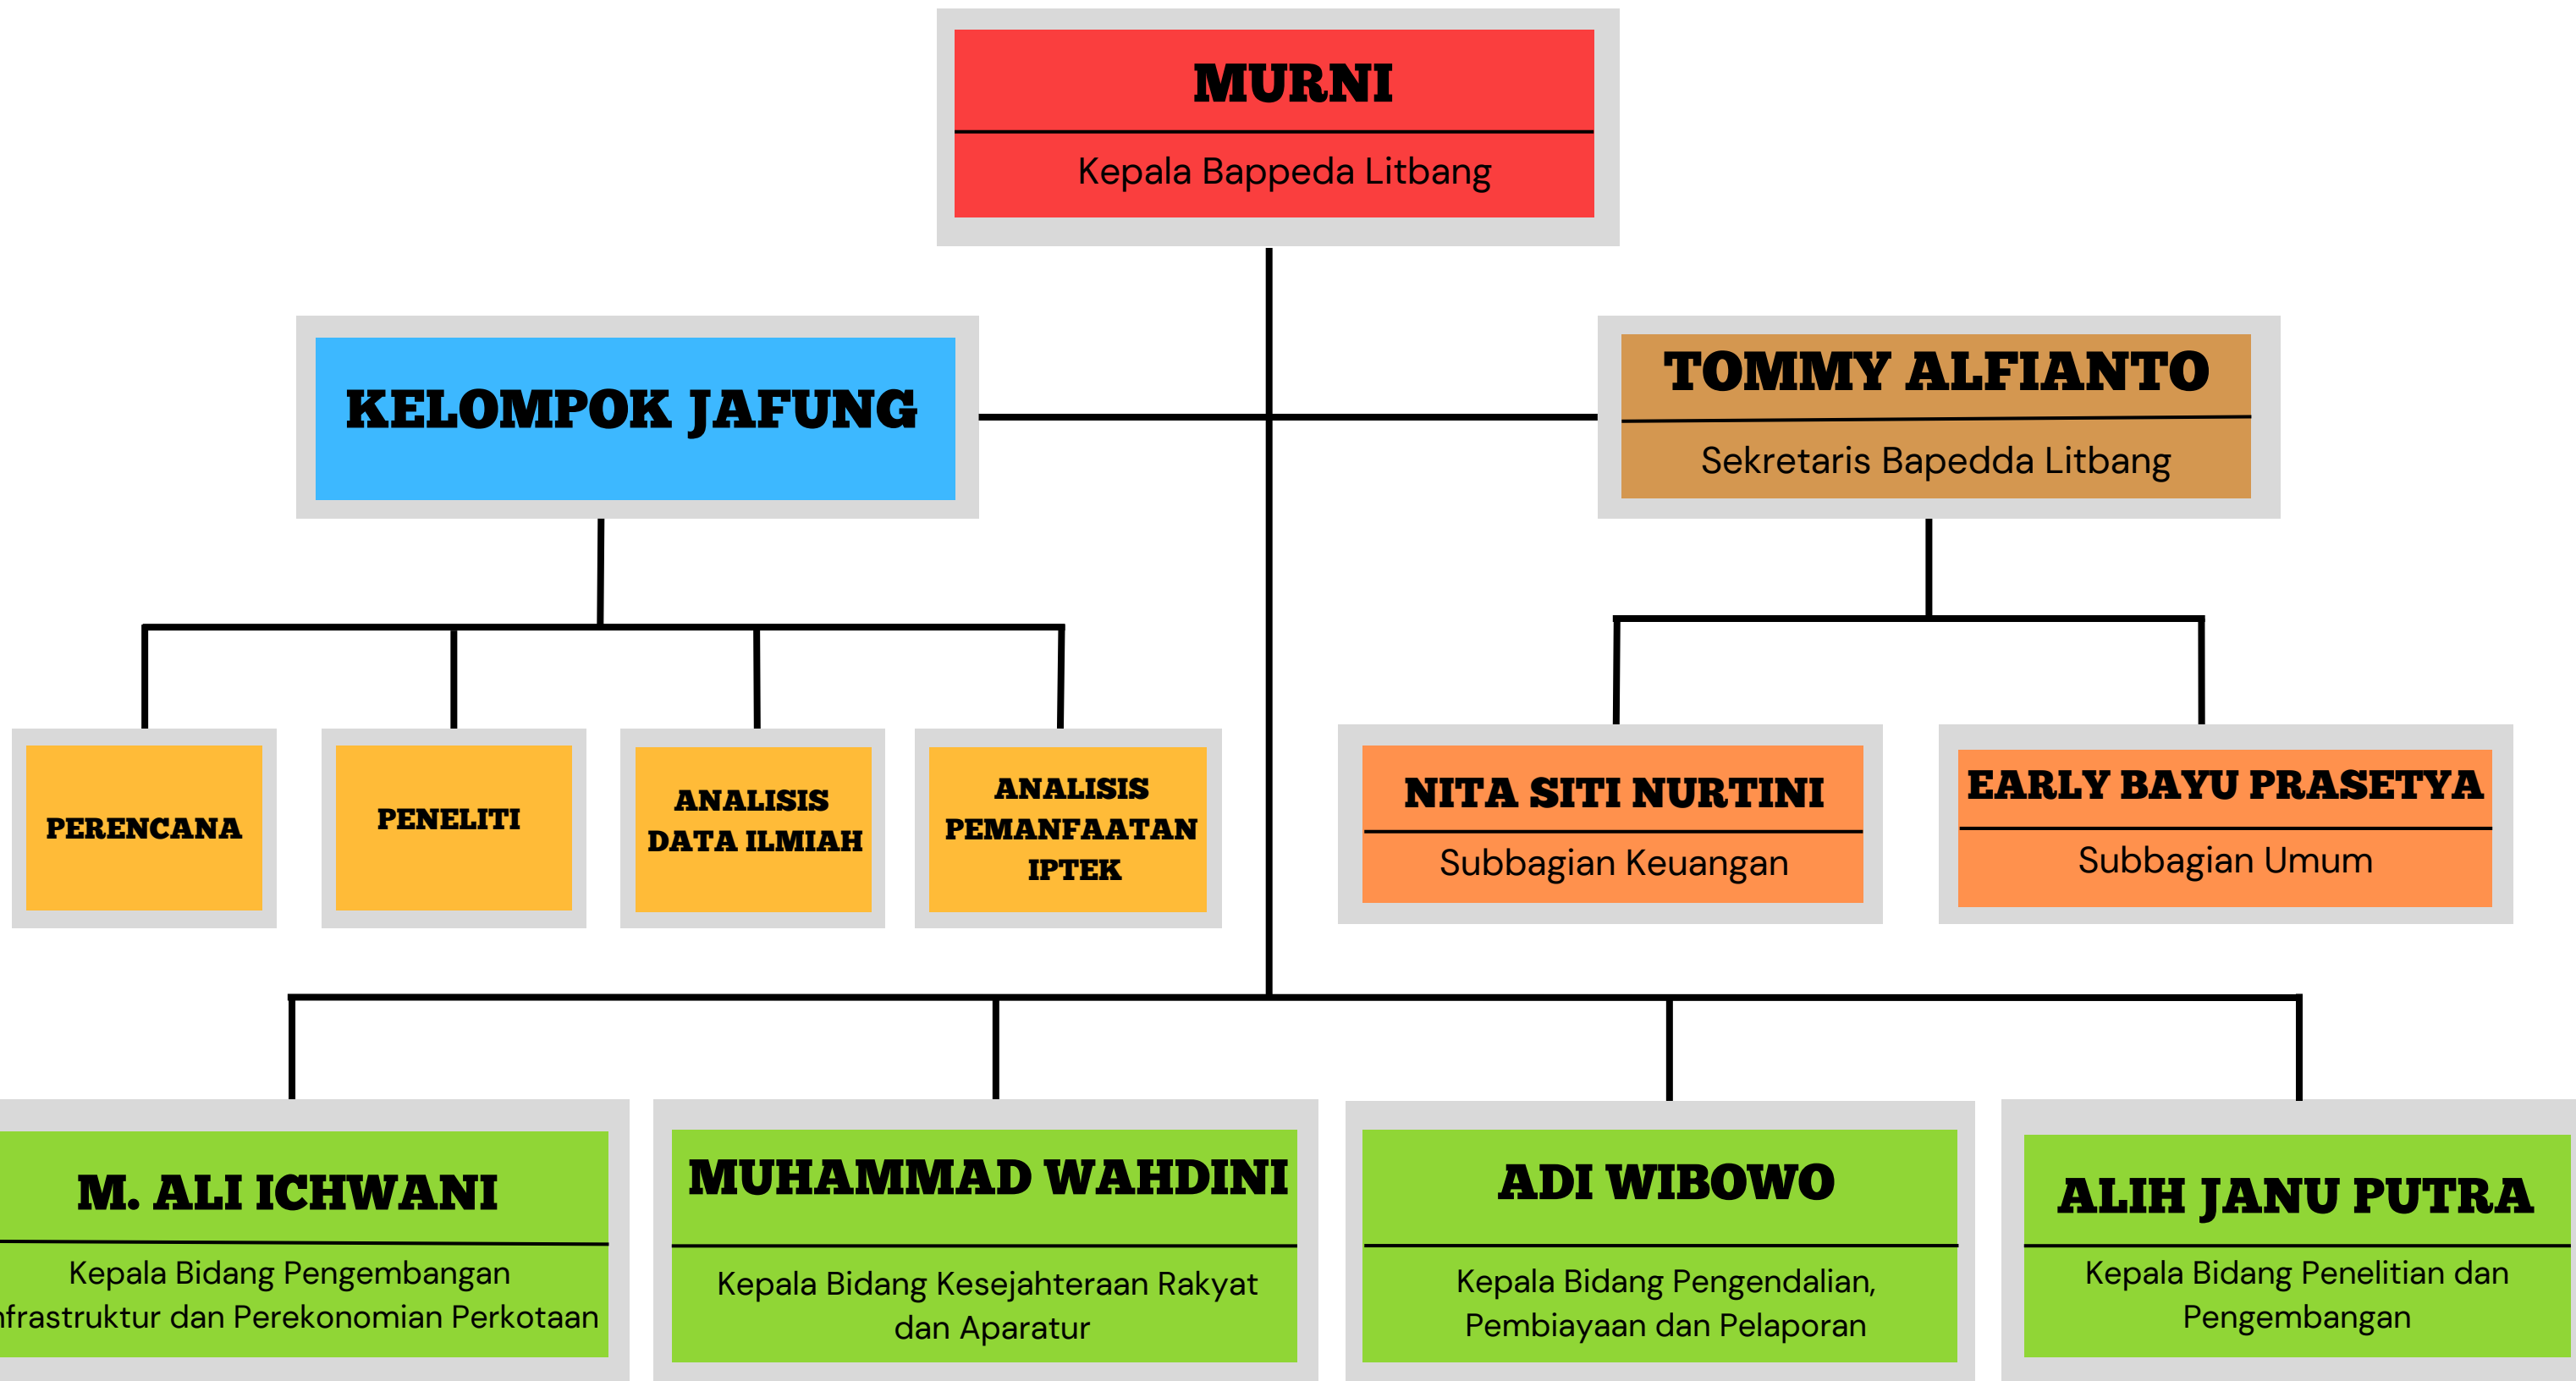 MURNI
Kepala Bappeda Litbang
KELOMPOK JAFUNG
TOMMY ALFIANTO
Sekretaris Bapedda Litbang
PERENCANA
PENELITI
ANALISIS
DATA ILMIAH
ANALISIS
PEMANFAATAN
IPTEK
NITA SITI NURTINI
Subbagian Keuangan
EARLY BAYU PRASETYA
Subbagian Umum
M. ALI ICHWANI
Kepala Bidang Pengembangan
nfrastruktur dan Perekonomian Perkotaan
MUHAMMAD WAHDINI
Kepala Bidang Kesejahteraan Rakyat
dan Aparatur
ADI WIBOWO
Kepala Bidang Pengendalian,
Pembiayaan dan Pelaporan
ALIH JANU PUTRA
Kepala Bidang Penelitian dan
Pengembangan